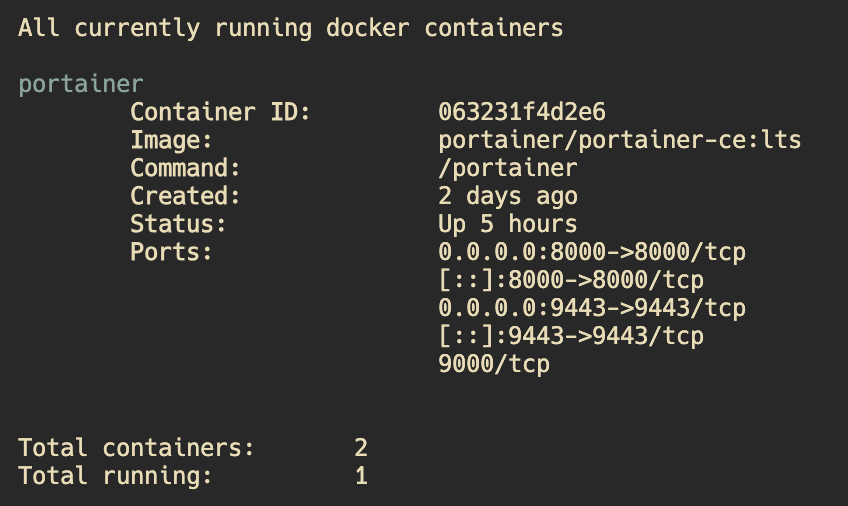 All currently running docker containers
portainer
Container ID: 063231f4d2e6
Image: portainer/portainer-ce:lts
Command: /portainer
Created: 2 days ago
Status: Up 5 hours
Ports: 0.0.0.0:8000->8000/tcp
[::]:8000->8000/tcp
0.0.0.0:9443->9443/tcp
[::]:9443->9443/tcp
9000/tcp
Total containers: 2
Total running: 1